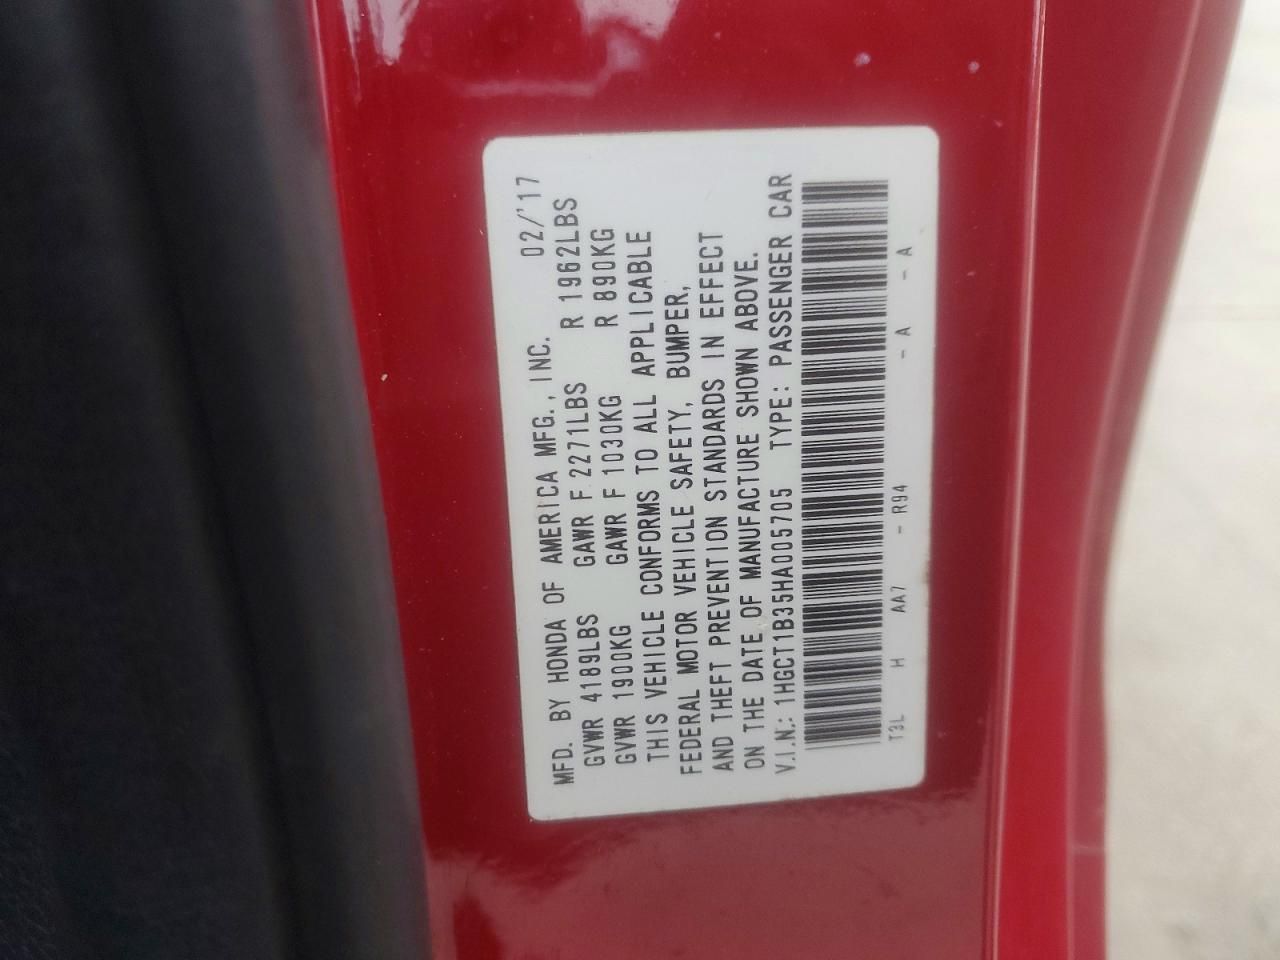 MFD. BY HONDA OF AMERICA MFG., INC. 02/'17
GVWR 4189LBS GAWR F 2271LBS R 1962LBS
GVWR 1900KG GAWR F 1030KG R 890KG
THIS VEHICLE CONFORMS TO ALL APPLICABLE
FEDERAL MOTOR VEHICLE SAFETY, BUMPER,
AND THEFT PREVENTION STANDARDS IN EFFECT
ON THE DATE OF MANUFACTURE SHOWN ABOVE.
V.I.N.: 1HGCT1B35HA005705 TYPE: PASSENGER CAR
T3L H AA7 - R94 - A - A